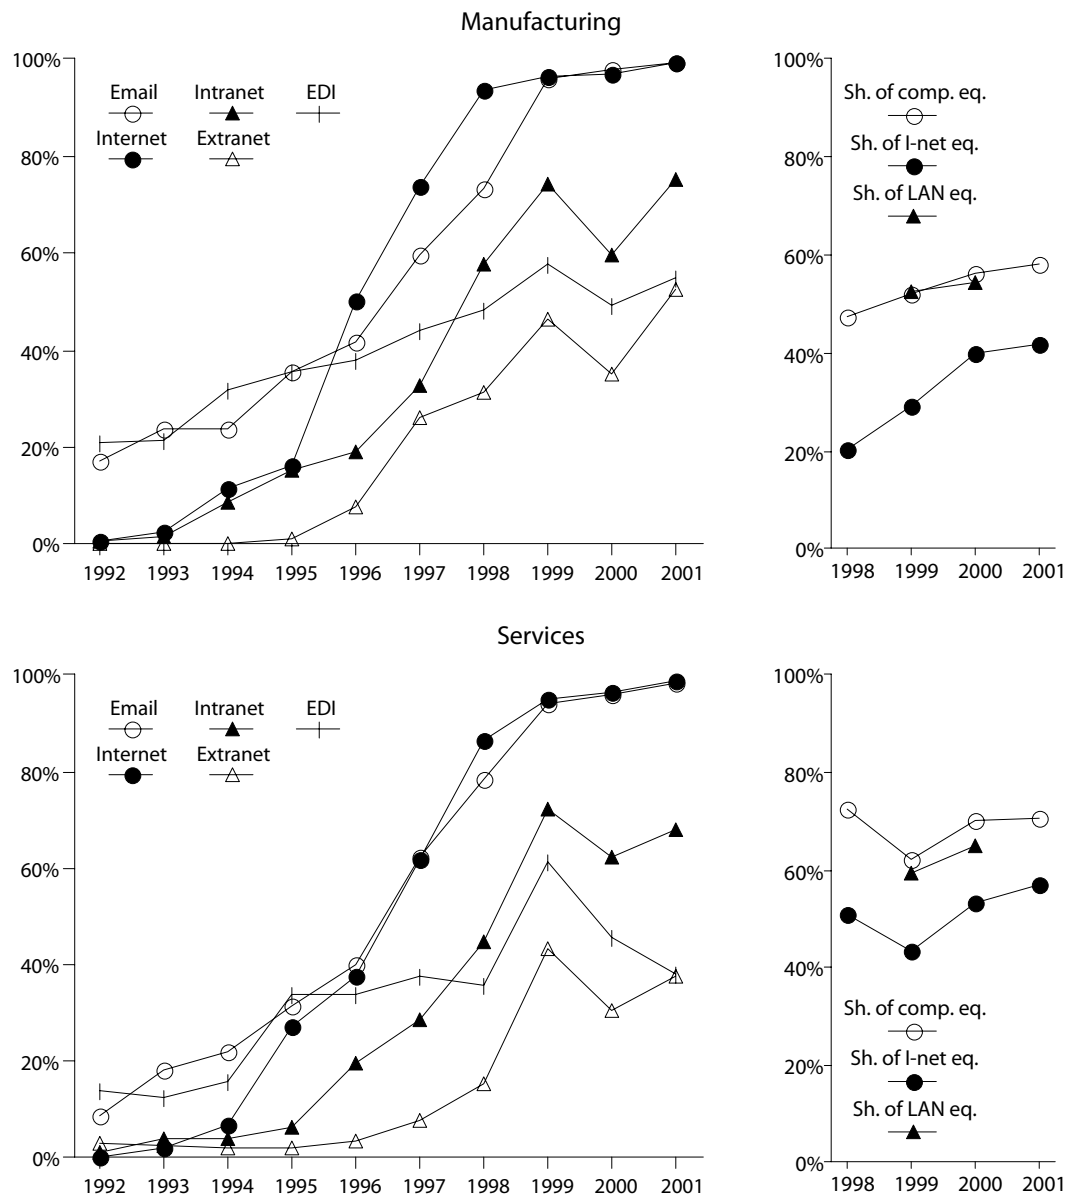 Manufacturing
100%
80%
60%
40%
20%
0%
Email Intranet EDI
Internet Extranet
1992 1993 1994 1995 1996 1997 1998 1999 2000 2001
100%
80%
60%
40%
20%
0%
Sh. of comp. eq.
Sh. of I-net eq.
Sh. of LAN eq.
1998 1999 2000 2001
Services
100%
80%
60%
40%
20%
0%
Email Intranet EDI
Internet Extranet
1992 1993 1994 1995 1996 1997 1998 1999 2000 2001
100%
80%
60%
40%
20%
0%
Sh. of comp. eq.
Sh. of I-net eq.
Sh. of LAN eq.
1998 1999 2000 2001